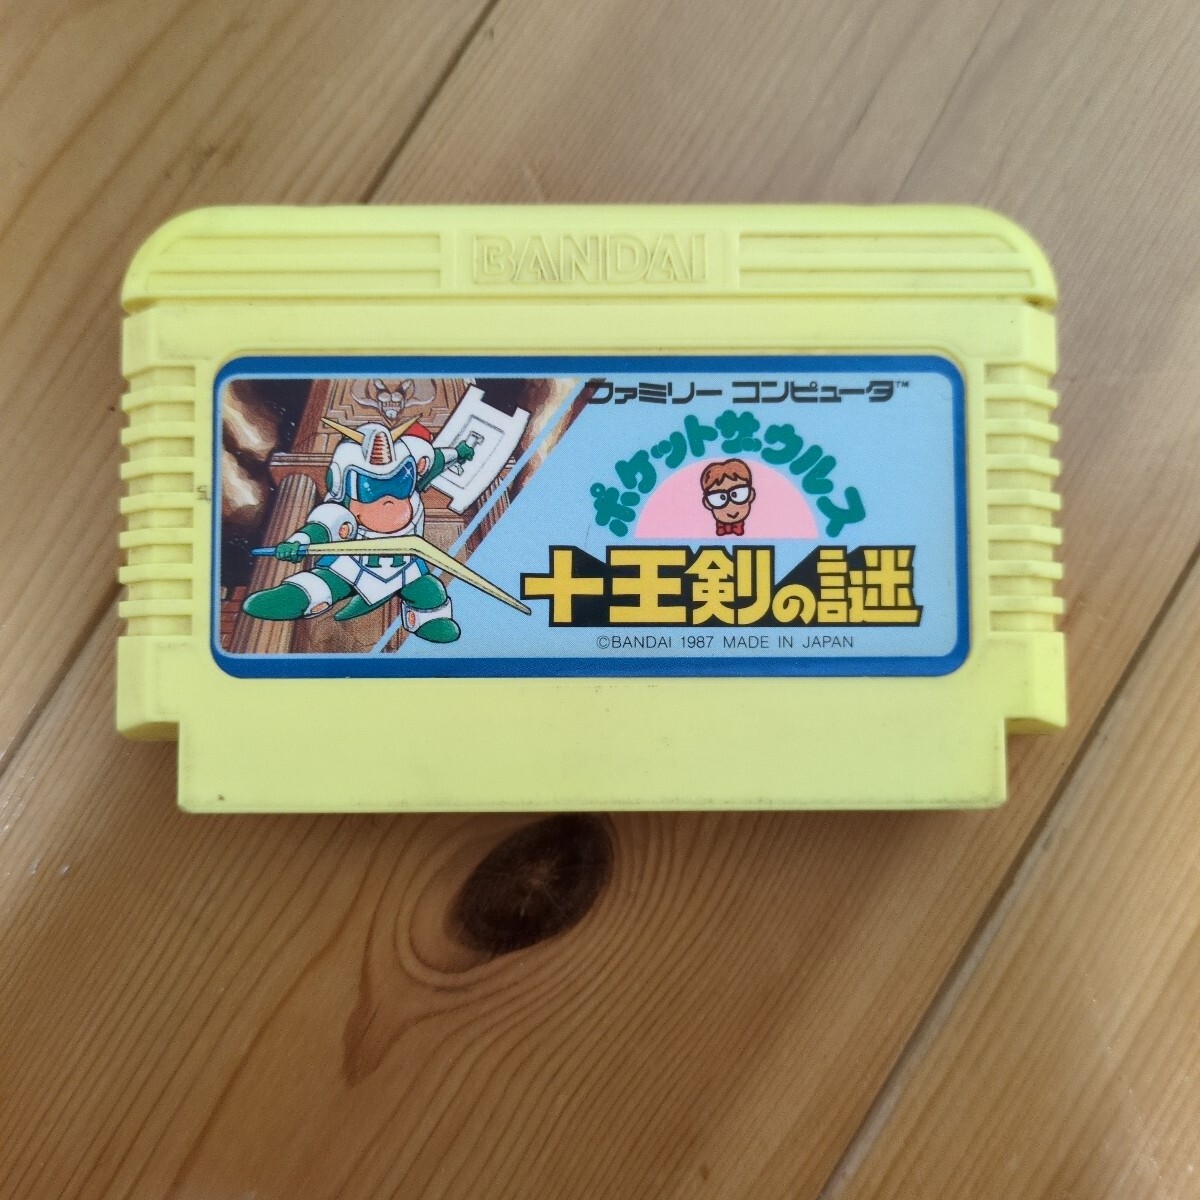 BANDAI
ファミリー コンピュータ™
ポケットザウルス
十王剣の謎
©BANDAI 1987 MADE IN JAPAN
H